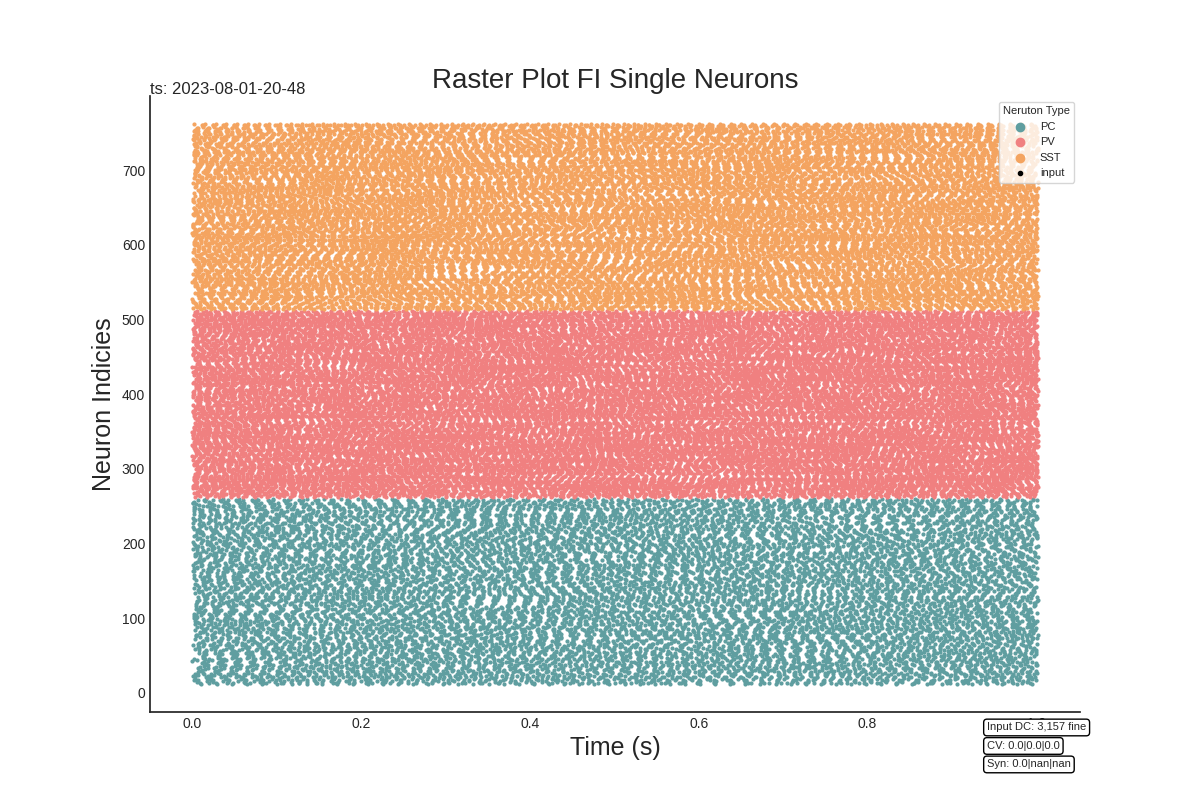 Raster Plot FI Single Neurons
ts: 2023-08-01-20-48
Neruton Type
PC
PV
SST
input
Neuron Indicies
700
600
500
400
300
200
100
0
0.0
0.2
0.4
0.6
0.8
Time (s)
Input DC: 3,157 fine
CV: 0.0|0.0|0.0
Syn: 0.0|nan|nan